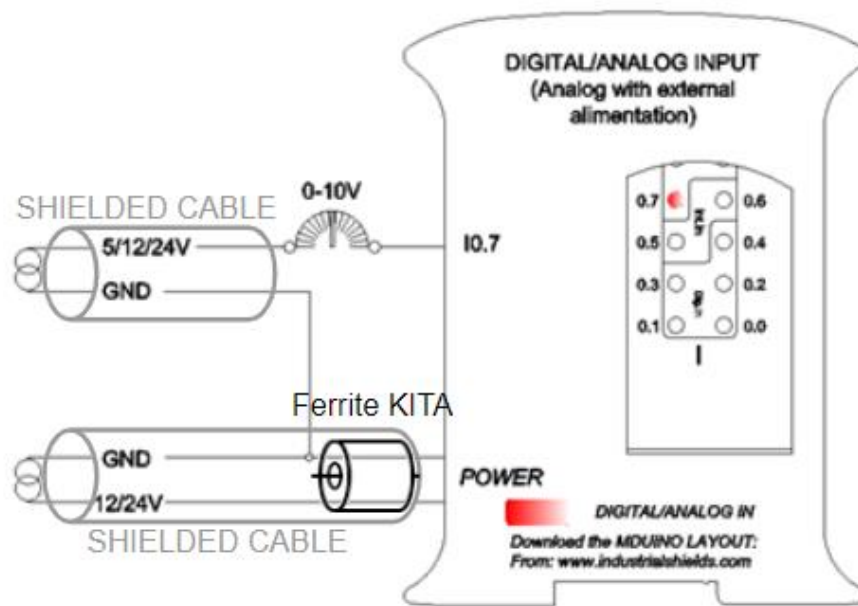 DIGITAL/ANALOG INPUT
(Analog with external
alimentation)
0-10V
SHIELDED CABLE
5/12/24V
I0.7
GND
0.7
0.6
0.5
0.4
0.3
0.2
0.1
0.0
I
Ferrite KITA
GND
12/24V
SHIELDED CABLE
POWER
DIGITAL/ANALOG IN
Download the MDUINO LAYOUT:
From: www.industrialshields.com